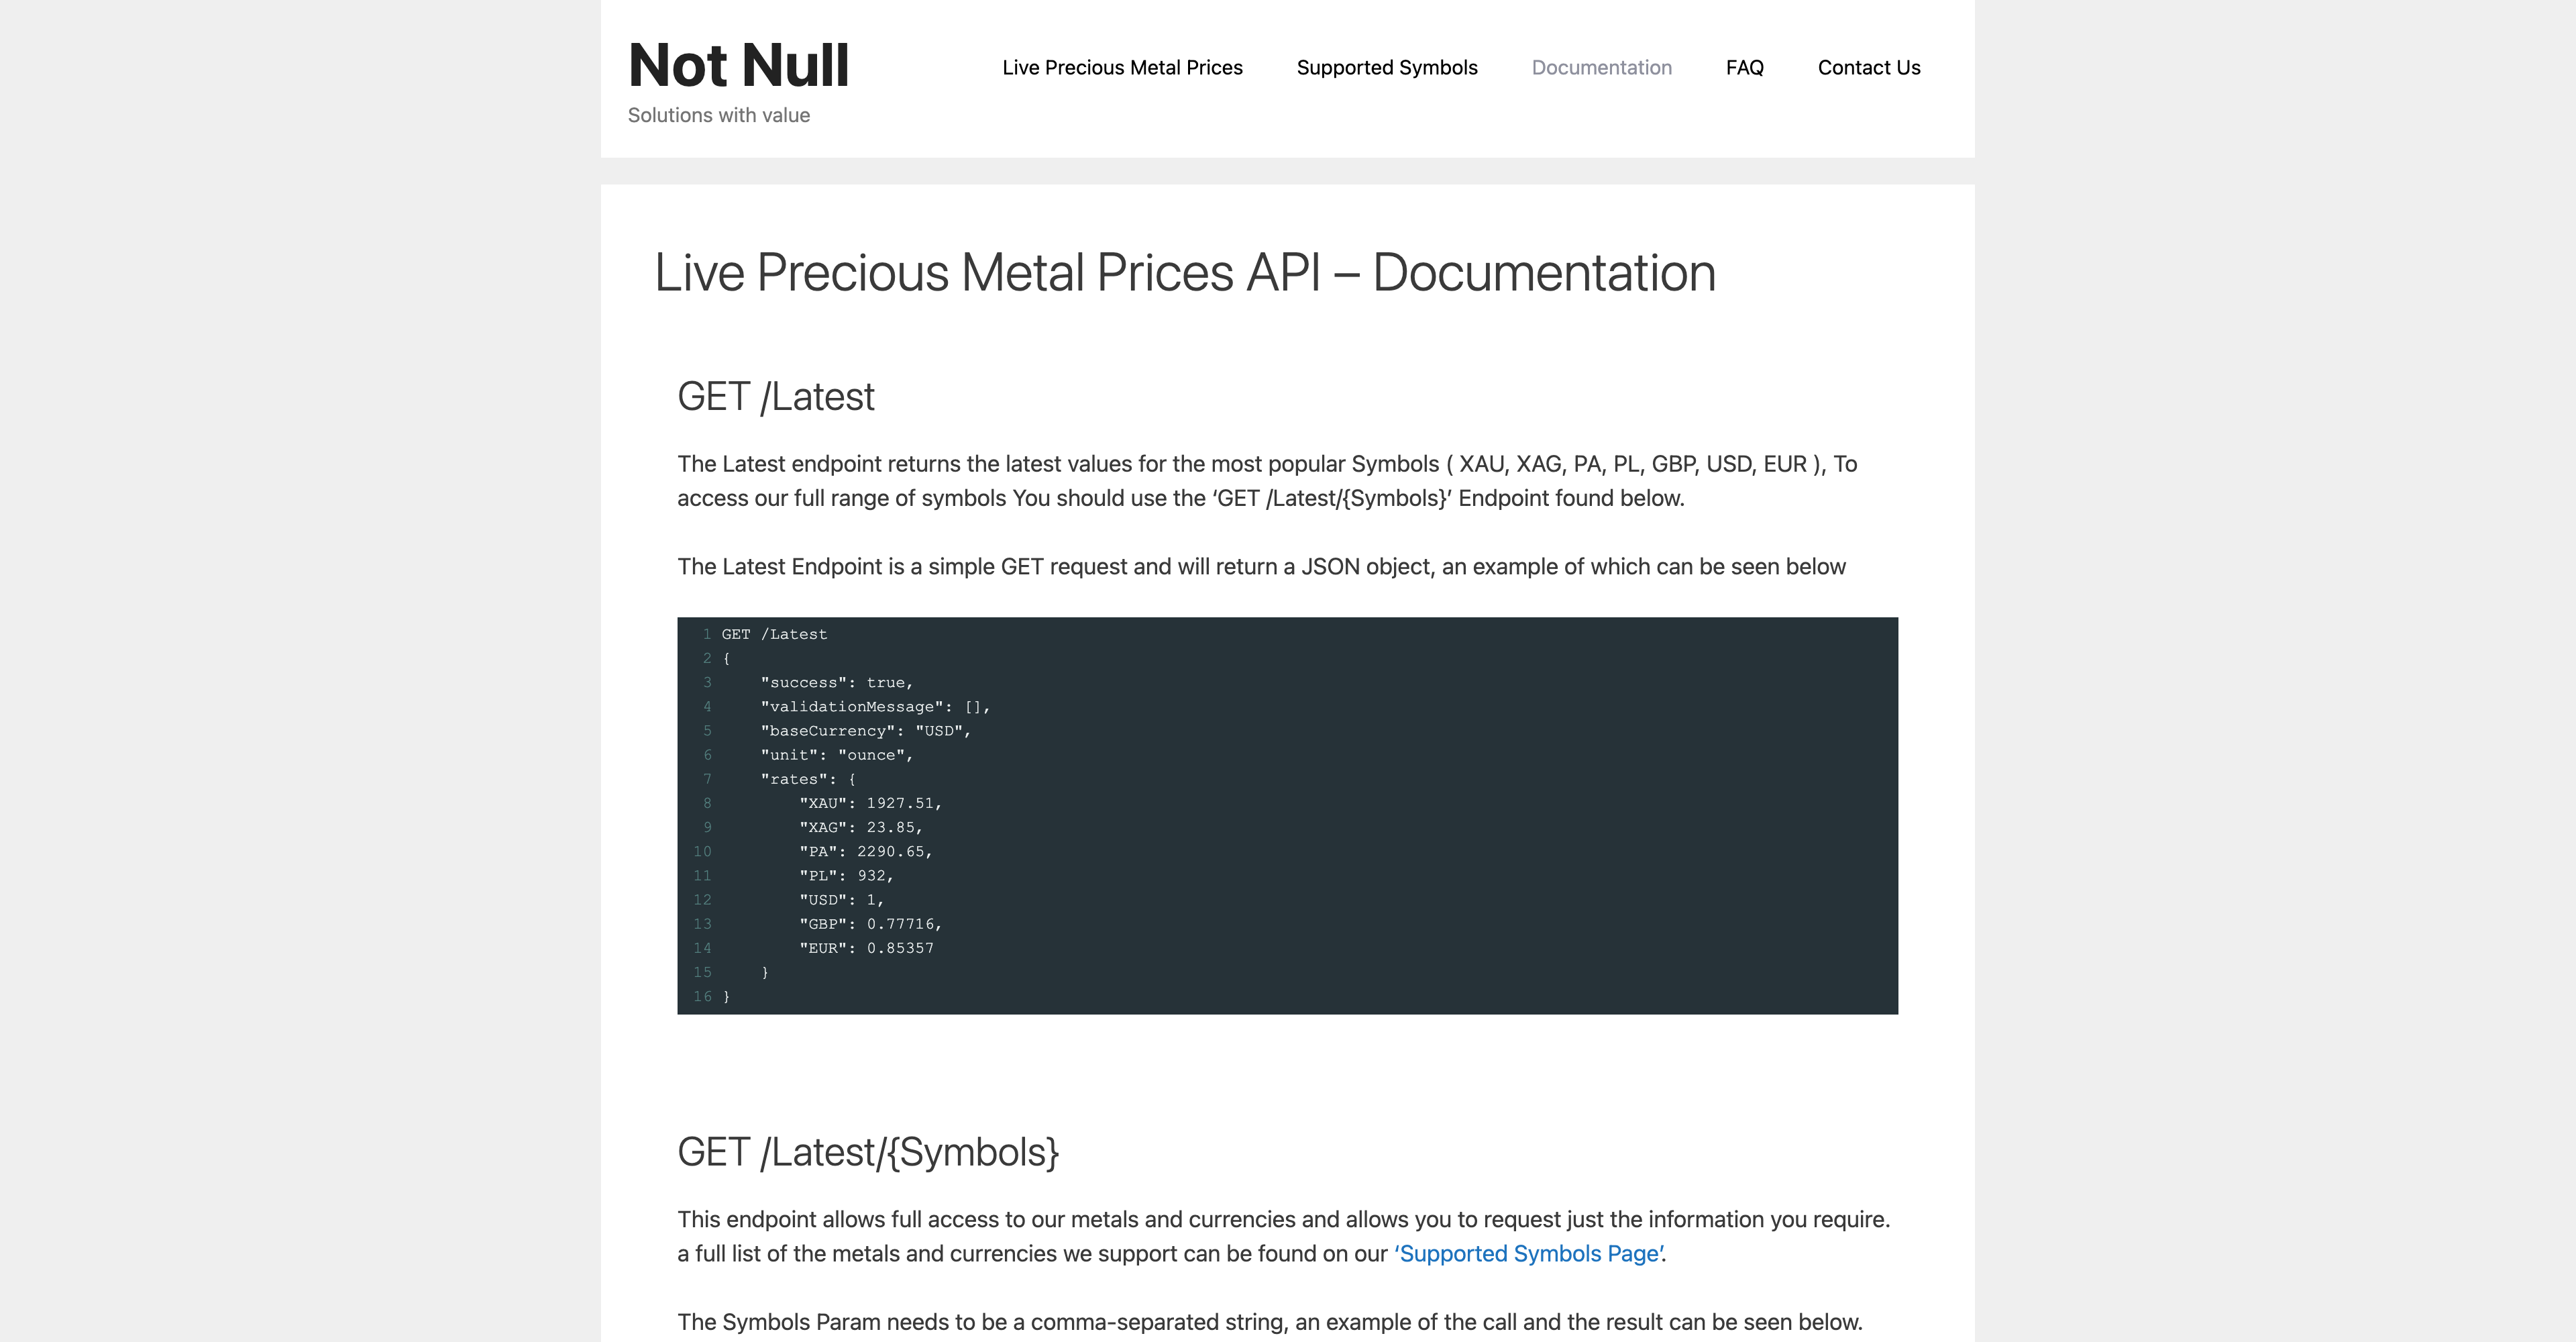 Not Null
Solutions with value
Live Precious Metal Prices
Supported Symbols
Documentation
FAQ
Contact Us
Live Precious Metal Prices API – Documentation
GET /Latest
The Latest endpoint returns the latest values for the most popular Symbols ( XAU, XAG, PA, PL, GBP, USD, EUR ), To
access our full range of symbols You should use the ‘GET /Latest/{Symbols}’ Endpoint found below.
The Latest Endpoint is a simple GET request and will return a JSON object, an example of which can be seen below
1 GET /Latest
2 {
3     "success": true,
4     "validationMessage": [],
5     "baseCurrency": "USD",
6     "unit": "ounce",
7     "rates": {
8         "XAU": 1927.51,
9         "XAG": 23.85,
10         "PA": 2290.65,
11         "PL": 932,
12         "USD": 1,
13         "GBP": 0.77716,
14         "EUR": 0.85357
15     }
16 }
GET /Latest/{Symbols}
This endpoint allows full access to our metals and currencies and allows you to request just the information you require.
a full list of the metals and currencies we support can be found on our ‘Supported Symbols Page’.
The Symbols Param needs to be a comma-separated string, an example of the call and the result can be seen below.